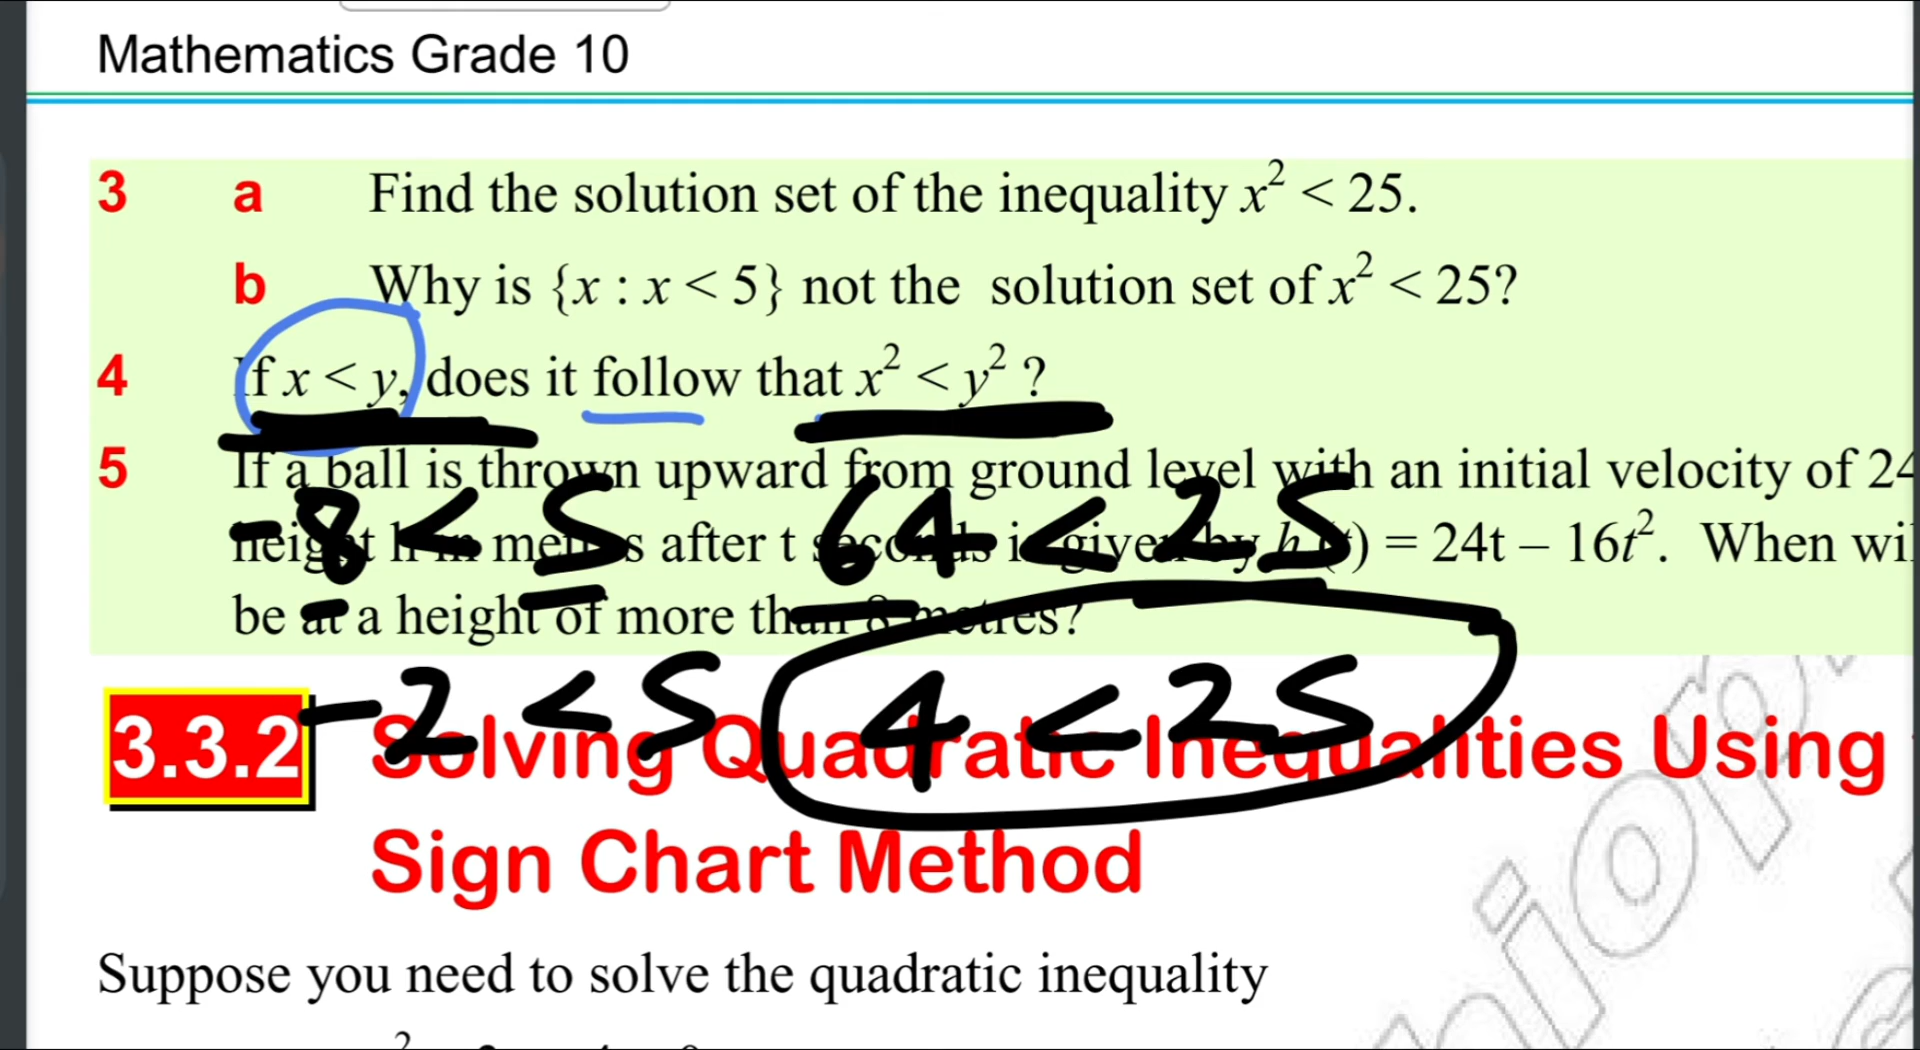 Mathematics Grade 10
3 a Find the solution set of the inequality x² < 25.
b Why is {x : x < 5} not the solution set of x² < 25?
4 If x < y, does it follow that x² < y² ?
5 If a ball is thrown upward from ground level with an initial velocity of 24
-8 < 5 64 < 25
height h in metres after t seconds is given by h (t) = 24t – 16t². When wi
be at a height of more than 8 metres?
-2 < 5 4 < 25
3.3.2 Solving Quadratic Inequalities Using
Sign Chart Method
Suppose you need to solve the quadratic inequality